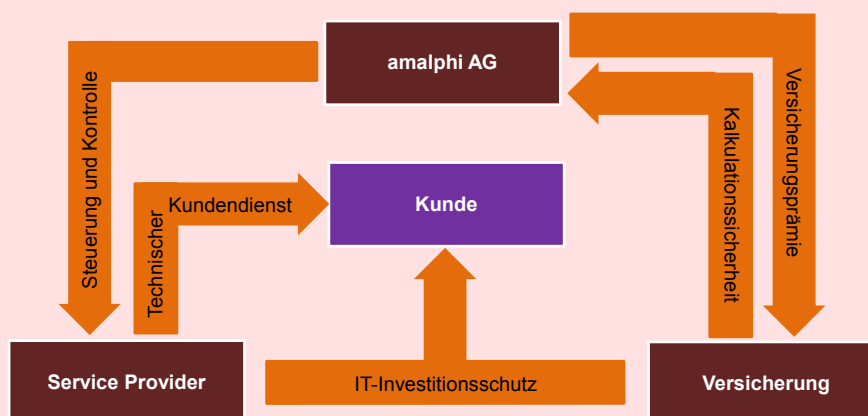 amalphi AG
Steuerung und Kontrolle
Versicherungsprämie
Kalkulationssicherheit
Technischer
Kundendienst
Kunde
Service Provider
IT-Investitionsschutz
Versicherung